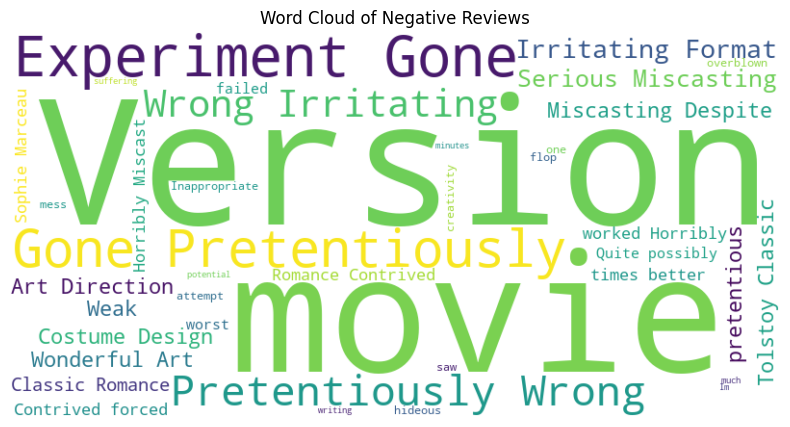 Word Cloud of Negative Reviews
Experiment Gone
Irritating Format
overblown
suffering
failed
Serious Miscasting
Wrong Irritating
Miscasting Despite
Sophie Marceau
Horribly Miscast
Version
minutes
one
flop
Inappropriate
creativity
mess
Gone Pretentiously
worked Horribly
Quite possibly
times better
pretentious
Tolstoy Classic
potential
Romance Contrived
Art Direction
attempt
Weak
movie
worst
Costume Design
Wonderful Art
saw
Classic Romance
Pretentiously Wrong
much
im
Contrived forced
writing
hideous